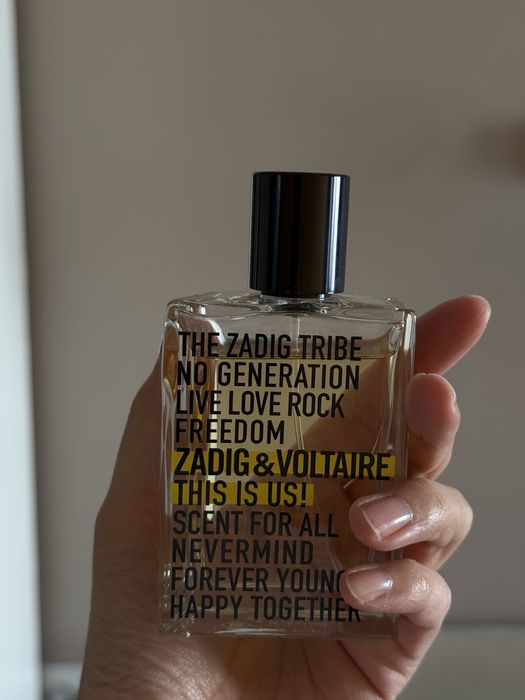 THE ZADIG TRIBE
NO GENERATION
LIVE LOVE ROCK
FREEDOM
ZADIG&VOLTAIRE
THIS IS US!
SCENT FOR ALL
NEVERMIND
FOREVER YOUNG
HAPPY TOGETHER